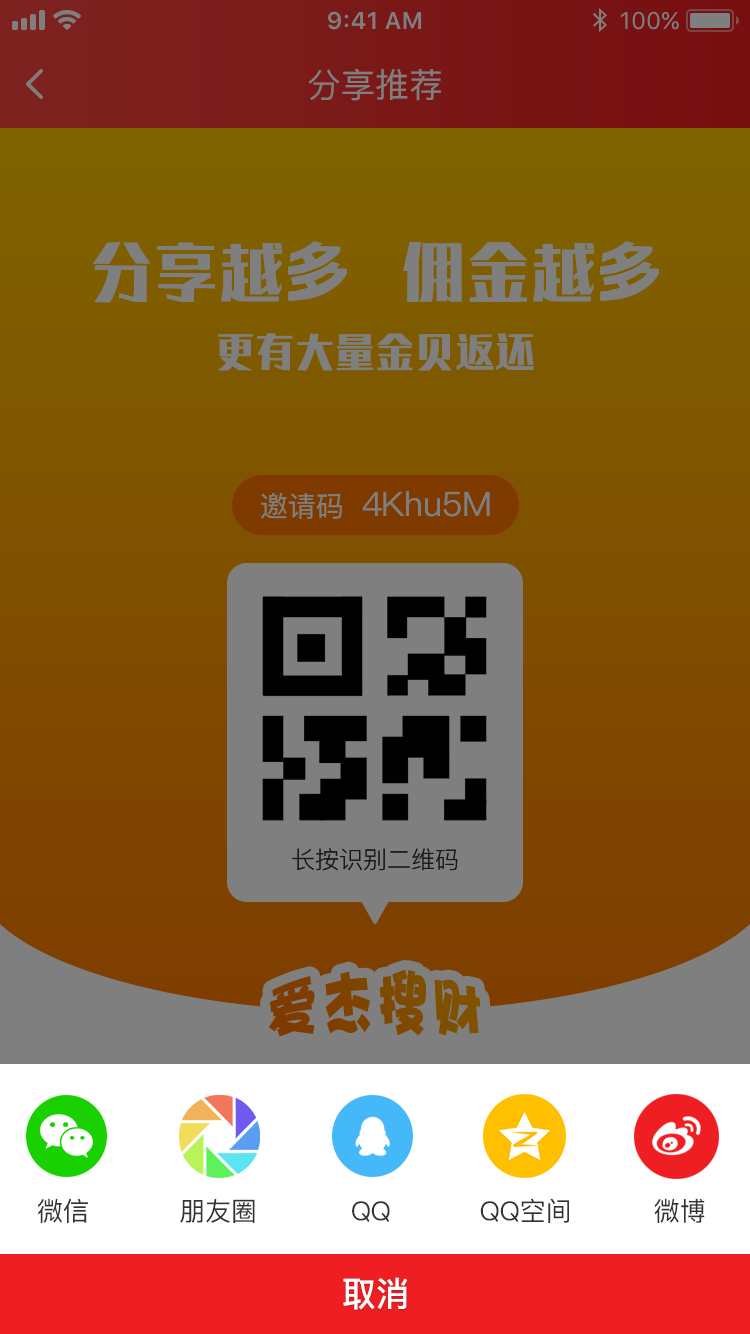 9:41 AM 100%
分享推荐
分享越多 佣金越多
更有大量金贝返还
邀请码 4Khu5M
长按识别二维码
爱杰搜财
微信 朋友圈 QQ QQ空间 微博
取消